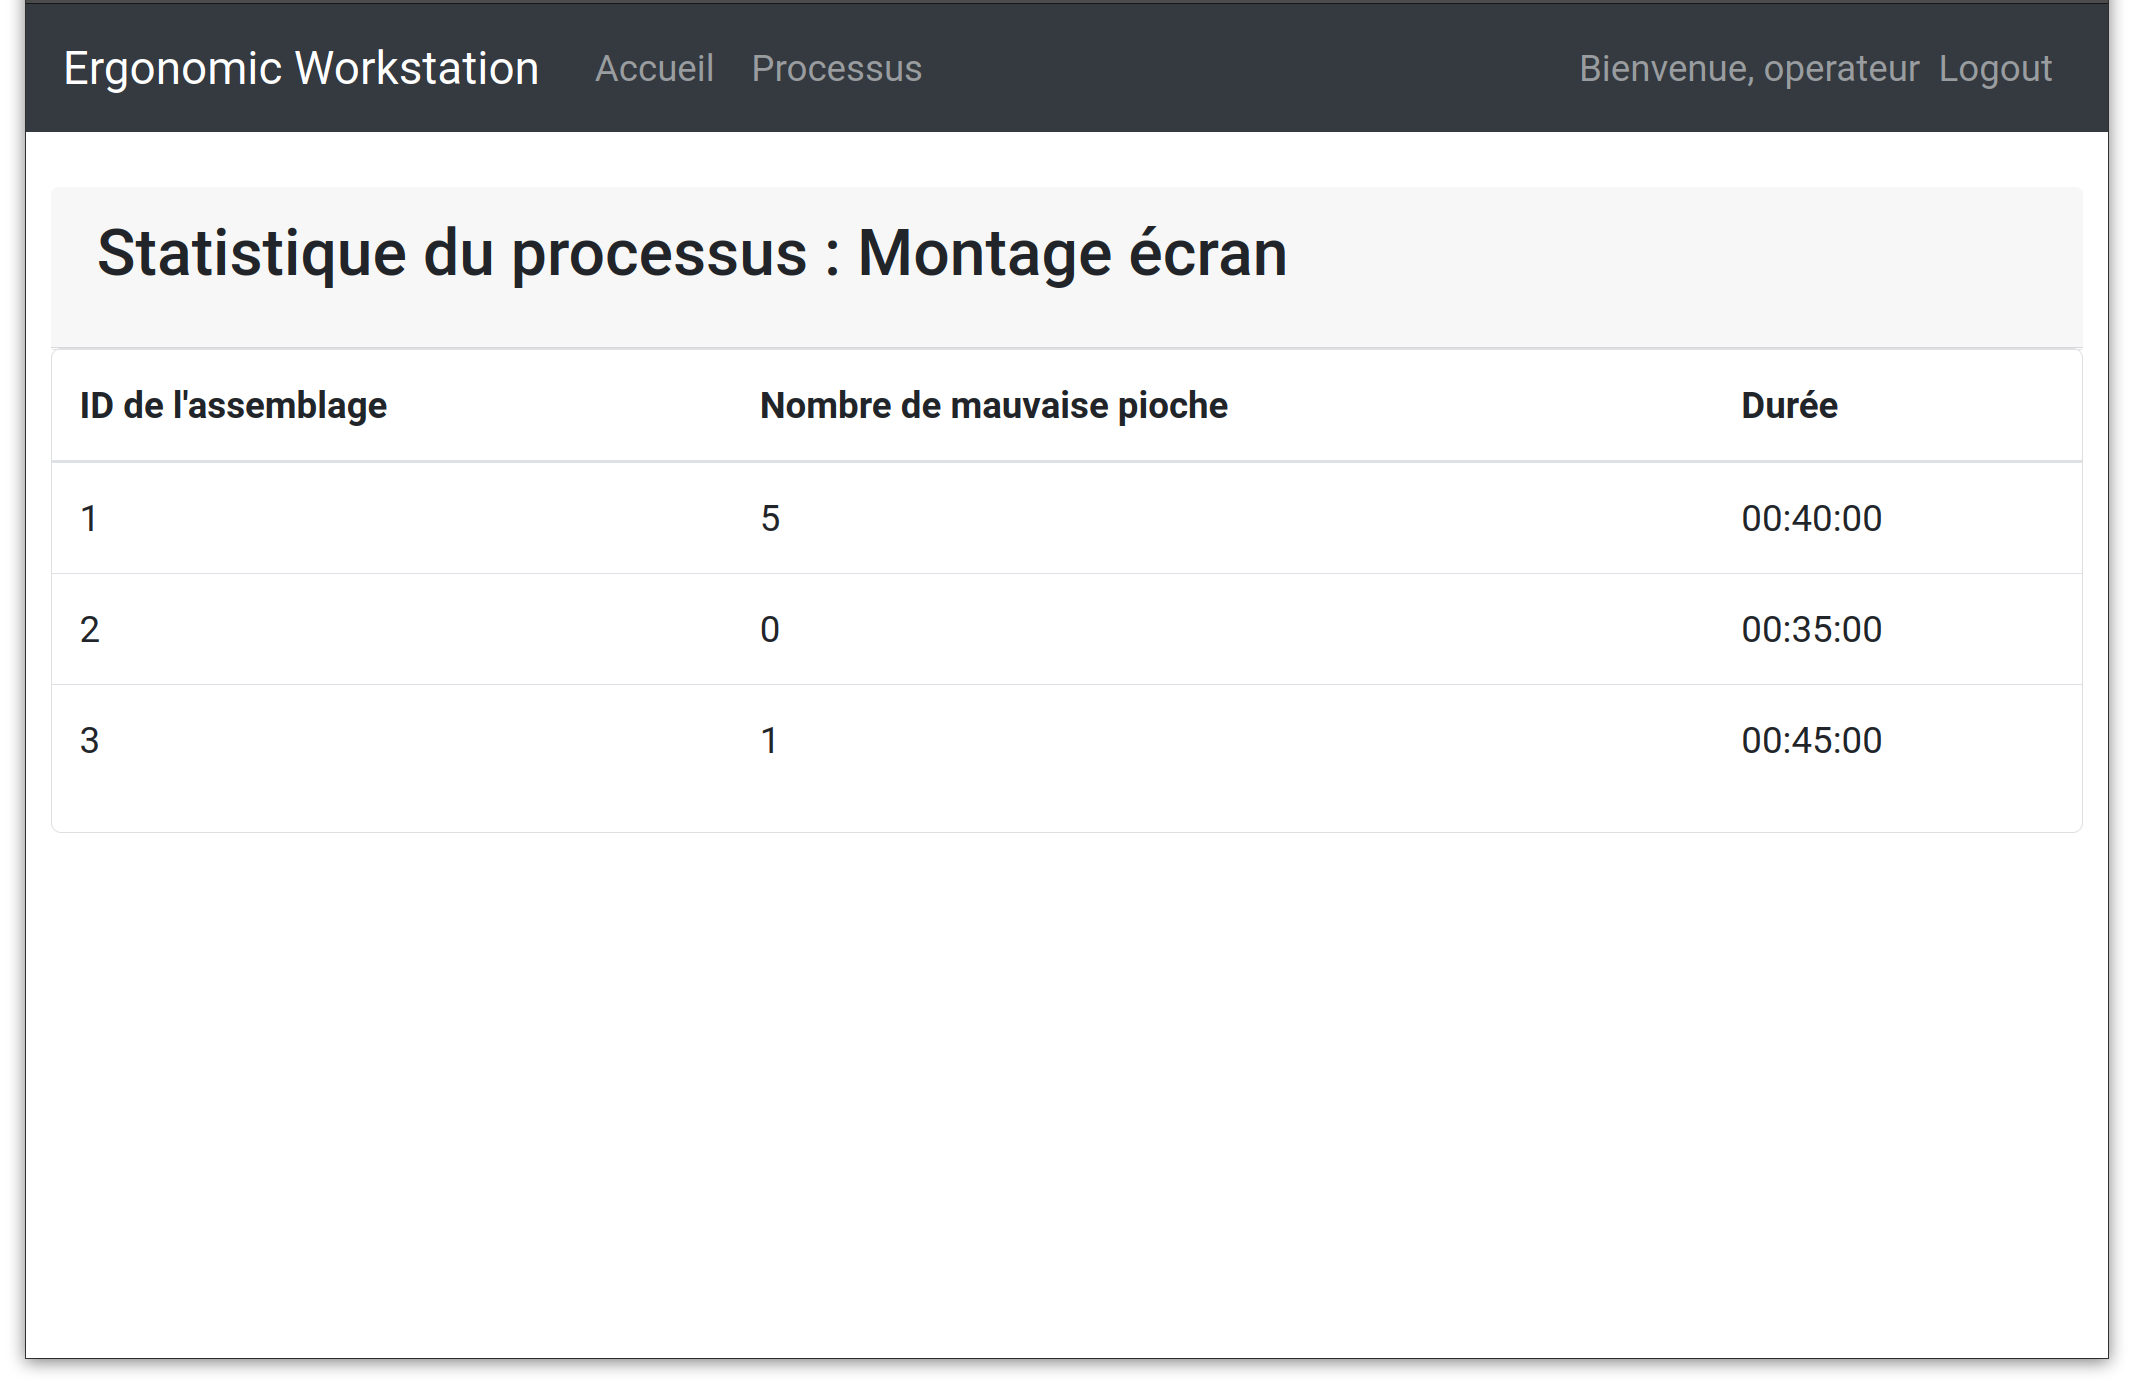 Ergonomic Workstation Accueil Processus Bienvenue, operateur Logout
Statistique du processus : Montage écran
ID de l'assemblage Nombre de mauvaise pioche Durée
1 5 00:40:00
2 0 00:35:00
3 1 00:45:00